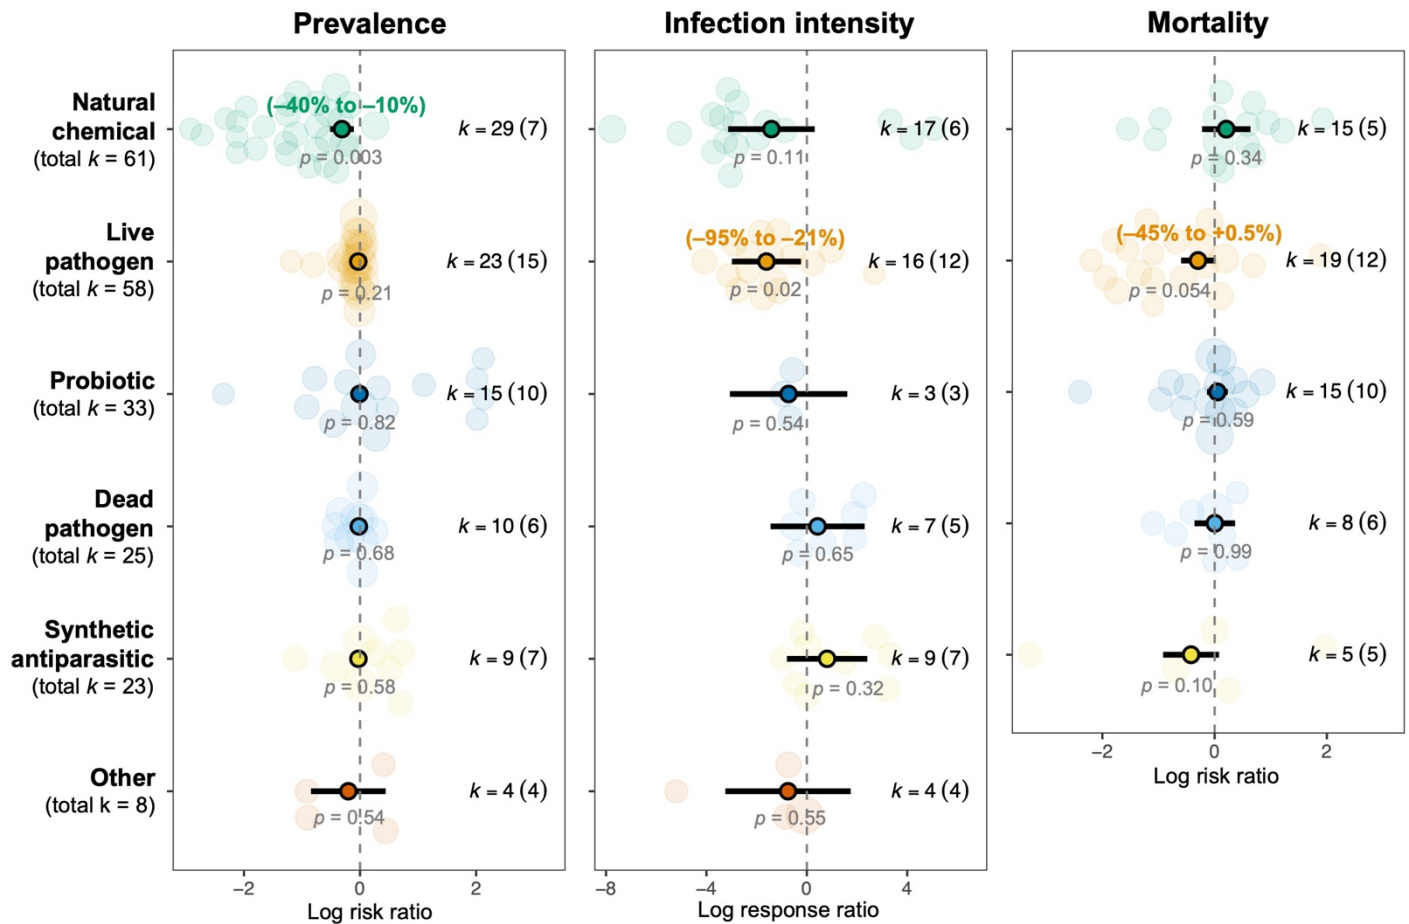 Prevalence
Infection intensity
Mortality
Natural
chemical
(total k = 61)
(–40% to –10%)
k = 29 (7)
p = 0.003
k = 17 (6)
p = 0.11
k = 15 (5)
p = 0.34
Live
pathogen
(total k = 58)
k = 23 (15)
p = 0.21
(–95% to –21%)
k = 16 (12)
p = 0.02
(–45% to +0.5%)
k = 19 (12)
p = 0.054
Probiotic
(total k = 33)
k = 15 (10)
p = 0.82
k = 3 (3)
p = 0.54
k = 15 (10)
p = 0.59
Dead
pathogen
(total k = 25)
k = 10 (6)
p = 0.68
k = 7 (5)
p = 0.65
k = 8 (6)
p = 0.99
Synthetic
antiparasitic
(total k = 23)
k = 9 (7)
p = 0.58
k = 9 (7)
p = 0.32
k = 5 (5)
p = 0.10
Other
(total k = 8)
k = 4 (4)
p = 0.54
k = 4 (4)
p = 0.55
–2 0 2
Log risk ratio
–8 –4 0 4
Log response ratio
–2 0 2
Log risk ratio